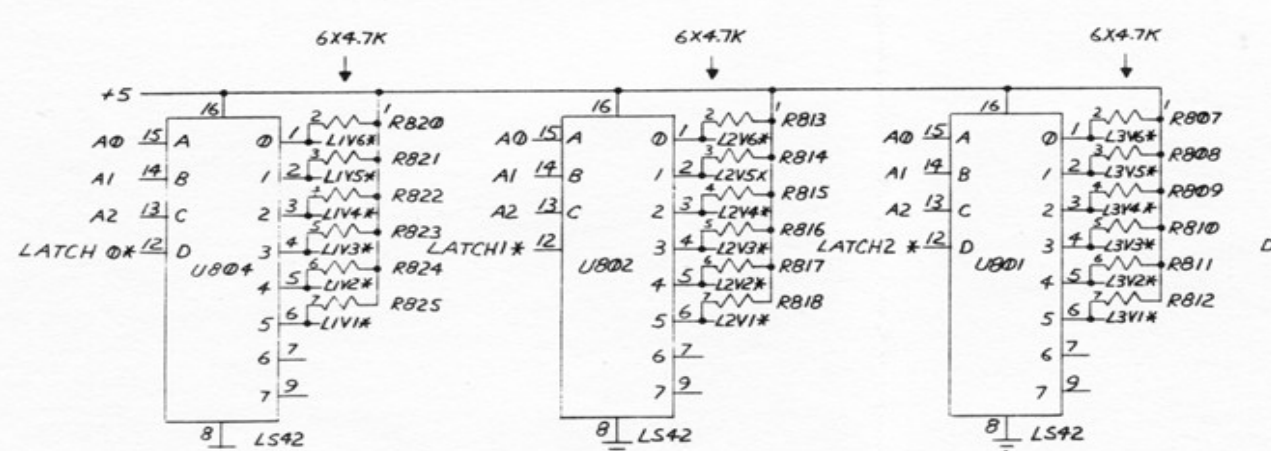 6X4.7K 6X4.7K 6X4.7K
+5
16 1 16 1 16 1
A0 15 A 0 1 2 L1V6* R820
A1 14 B 1 2 3 L1V5* R821
A2 13 C 2 3 4 L1V4* R822
LATCH 0* 12 D 3 4 5 L1V3* R823
U804
4 5 6 L1V2* R824
5 6 7 L1V1* R825
6 7
7 9
8 LS42
A0 15 A 0 1 2 L2V6* R813
A1 14 B 1 2 3 L2V5* R814
A2 13 C 2 3 4 L2V4* R815
LATCH1* 12 3 4 5 L2V3* R816
U802
4 5 6 L2V2* R817
5 6 7 L2V1* R818
6 7
7 9
8 LS42
A0 15 A 0 1 2 L3V6* R807
A1 14 B 1 2 3 L3V5* R808
A2 13 C 2 3 4 L3V4* R809
LATCH2 * 12 D 3 4 5 L3V3* R810
U801
4 5 6 L3V2* R811
5 6 7 L3V1* R812
6 7
7 9
8 LS42